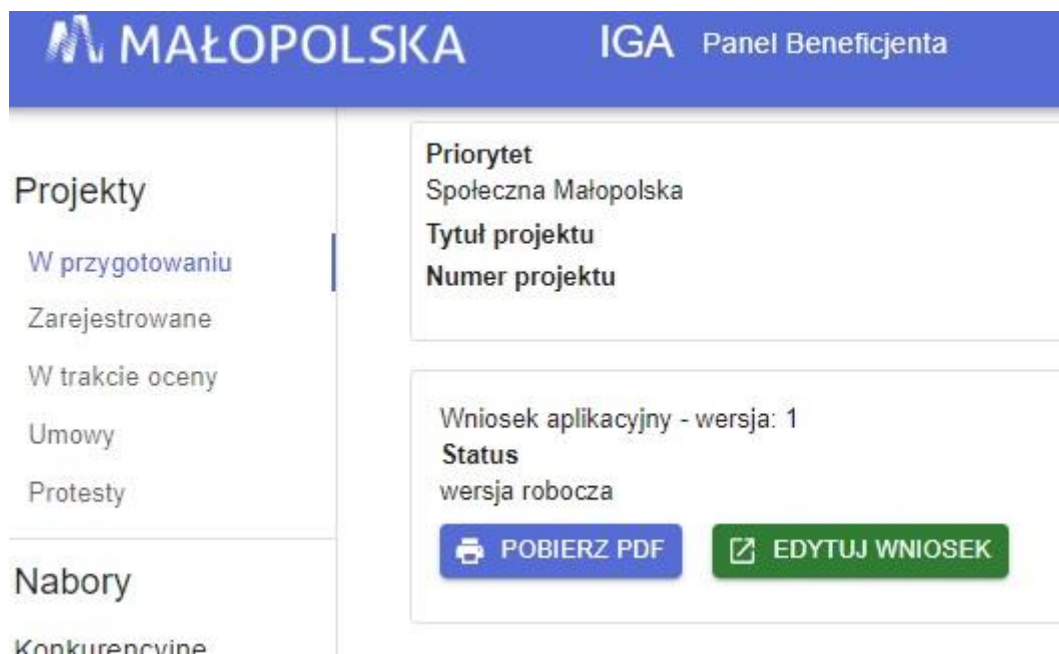 MAŁOPOLSKA IGA Panel Beneficjenta
Projekty
W przygotowaniu
Zarejestrowane
W trakcie oceny
Umowy
Protesty
Nabory
Konkurencyjne
Priorytet
Społeczna Małopolska
Tytuł projektu
Numer projektu
Wniosek aplikacyjny - wersja: 1
Status
wersja robocza
POBIERZ PDF EDYTUJ WNIOSEK